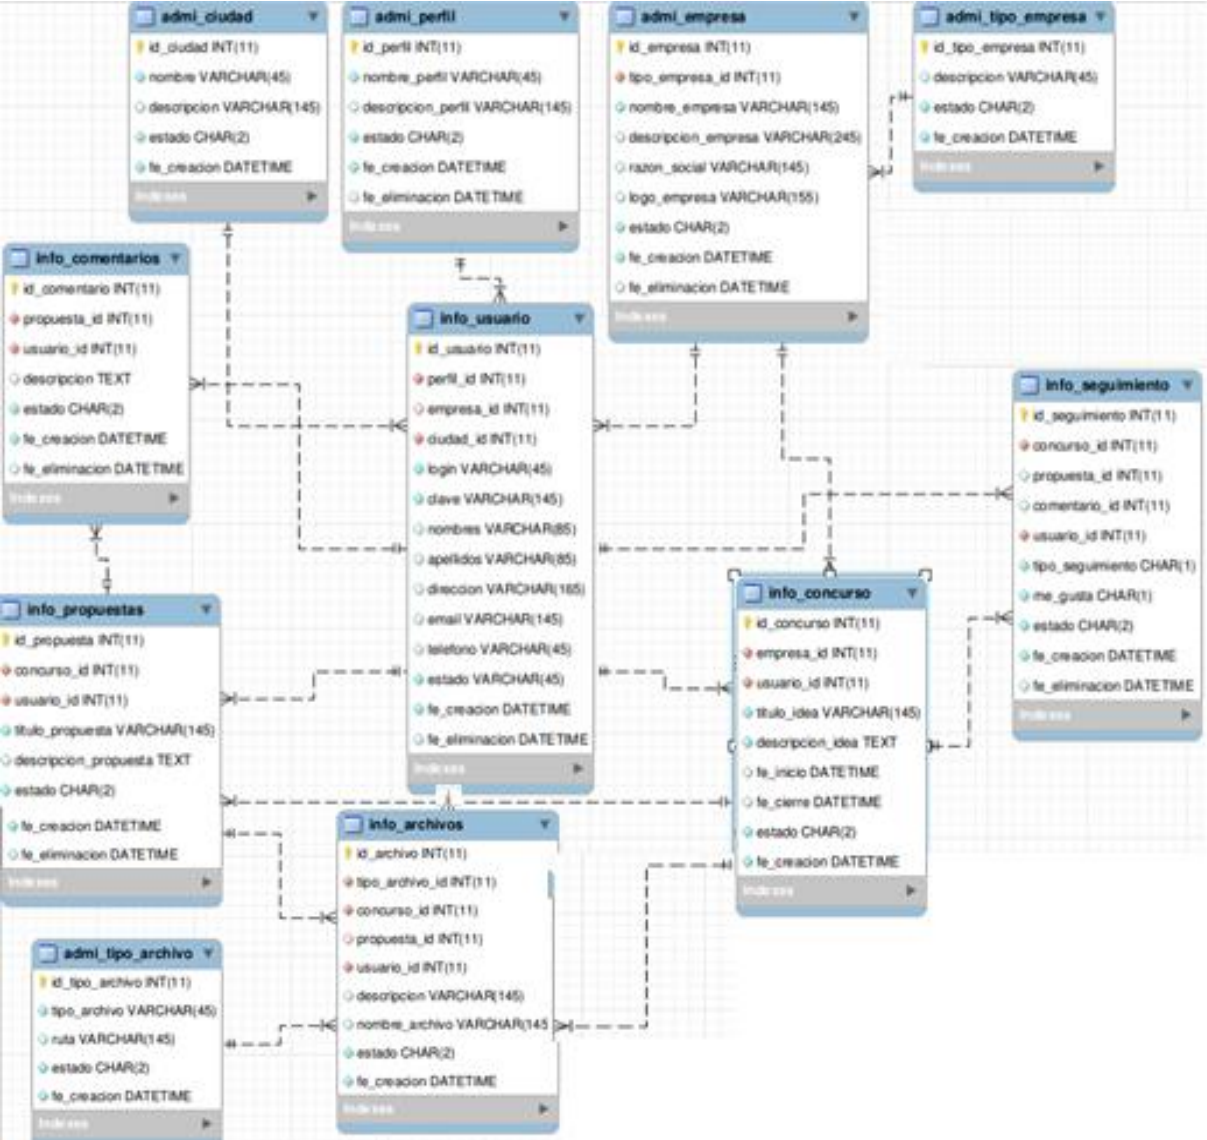 admi_ciudad
id_ciudad INT(11)
nombre VARCHAR(45)
descripcion VARCHAR(145)
estado CHAR(2)
fe_creacion DATETIME
Indexes
admi_perfil
id_perfil INT(11)
nombre_perfil VARCHAR(45)
descripcion_perfil VARCHAR(145)
estado CHAR(2)
fe_creacion DATETIME
fe_eliminacion DATETIME
Indexes
admi_empresa
id_empresa INT(11)
tipo_empresa_id INT(11)
nombre_empresa VARCHAR(145)
descripcion_empresa VARCHAR(245)
razon_social VARCHAR(145)
logo_empresa VARCHAR(155)
estado CHAR(2)
fe_creacion DATETIME
fe_eliminacion DATETIME
Indexes
admi_tipo_empresa
id_tipo_empresa INT(11)
descripcion VARCHAR(45)
estado CHAR(2)
fe_creacion DATETIME
Indexes
info_comentarios
id_comentario INT(11)
propuesta_id INT(11)
usuario_id INT(11)
descripcion TEXT
estado CHAR(2)
fe_creacion DATETIME
fe_eliminacion DATETIME
Indexes
info_usuario
id_usuario INT(11)
perfil_id INT(11)
empresa_id INT(11)
ciudad_id INT(11)
login VARCHAR(45)
clave VARCHAR(145)
nombres VARCHAR(85)
apellidos VARCHAR(85)
direccion VARCHAR(165)
email VARCHAR(145)
telefono VARCHAR(45)
estado VARCHAR(45)
fe_creacion DATETIME
fe_eliminacion DATETIME
Indexes
info_seguimiento
id_seguimiento INT(11)
concurso_id INT(11)
propuesta_id INT(11)
comentario_id INT(11)
usuario_id INT(11)
tipo_seguimiento CHAR(1)
me_gusta CHAR(1)
estado CHAR(2)
fe_creacion DATETIME
fe_eliminacion DATETIME
Indexes
info_propuestas
id_propuesta INT(11)
concurso_id INT(11)
usuario_id INT(11)
titulo_propuesta VARCHAR(145)
descripcion_propuesta TEXT
estado CHAR(2)
fe_creacion DATETIME
fe_eliminacion DATETIME
Indexes
info_concurso
id_concurso INT(11)
empresa_id INT(11)
usuario_id INT(11)
titulo_idea VARCHAR(145)
descripcion_idea TEXT
fe_inicio DATETIME
fe_cierre DATETIME
estado CHAR(2)
fe_creacion DATETIME
Indexes
info_archivos
id_archivo INT(11)
tipo_archivo_id INT(11)
concurso_id INT(11)
propuesta_id INT(11)
usuario_id INT(11)
descripcion VARCHAR(145)
nombre_archivo VARCHAR(145
estado CHAR(2)
fe_creacion DATETIME
Indexes
admi_tipo_archivo
id_tipo_archivo INT(11)
tipo_archivo VARCHAR(45)
ruta VARCHAR(145)
estado CHAR(2)
fe_creacion DATETIME
Indexes